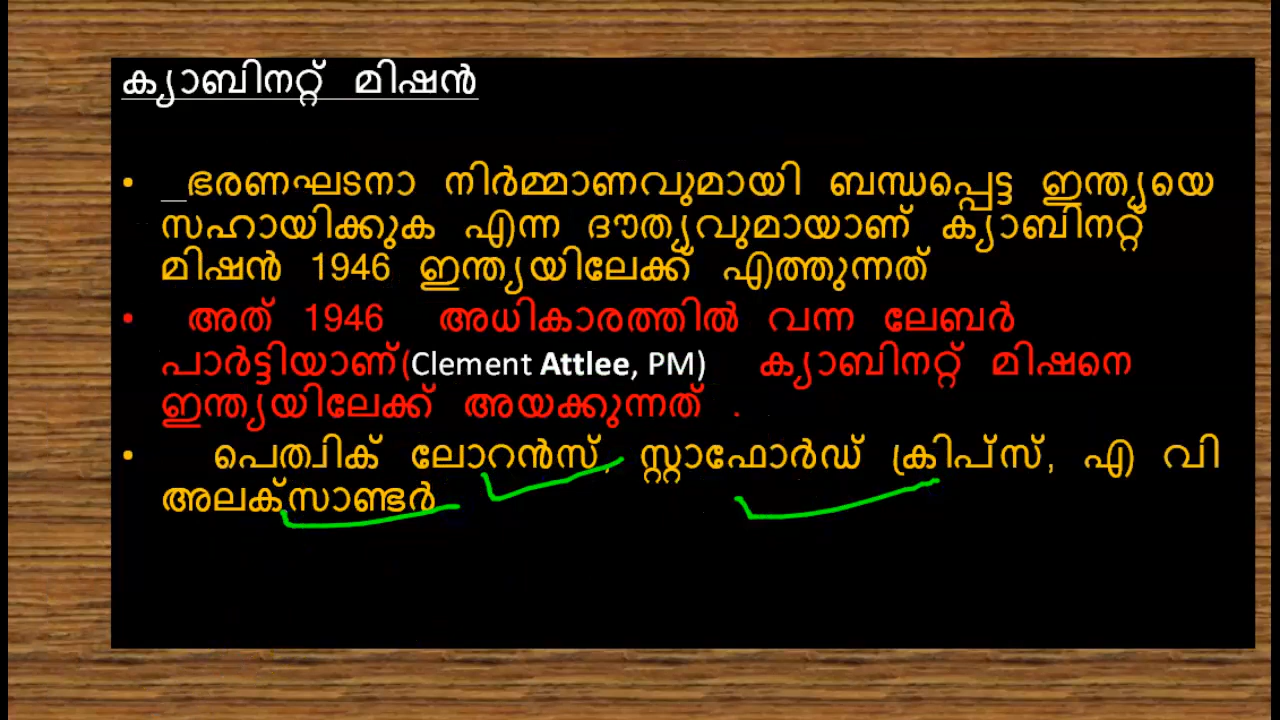 ക്യാബിനറ്റ് മിഷൻ
• ഭരണഘടനാ നിർമ്മാണവുമായി ബന്ധപ്പെട്ട ഇന്ത്യയെ
സഹായിക്കുക എന്ന ദൗത്യവുമായാണ് ക്യാബിനറ്റ്
മിഷൻ 1946 ഇന്ത്യയിലേക്ക് എത്തുന്നത്
• അത് 1946 അധികാരത്തിൽ വന്ന ലേബർ
പാർട്ടിയാണ്(Clement Attlee, PM) ക്യാബിനറ്റ് മിഷനെ
ഇന്ത്യയിലേക്ക് അയക്കുന്നത് .
• പെത്വിക് ലോറൻസ്, സ്റ്റാഫോർഡ് ക്രിപ്സ്, എ വി
അലക്സാണ്ടർ